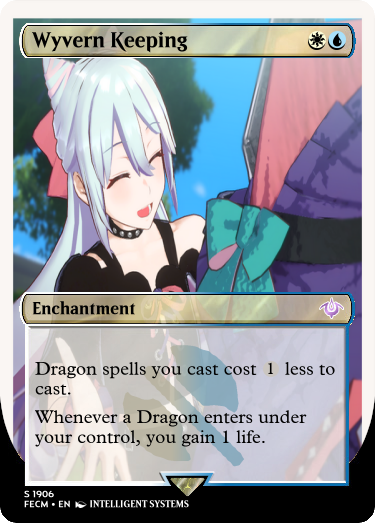 Wyvern Keeping
Enchantment
Dragon spells you cast cost 1 less to
cast.
Whenever a Dragon enters under
your control, you gain 1 life.
S 1906
FECM • EN INTELLIGENT SYSTEMS